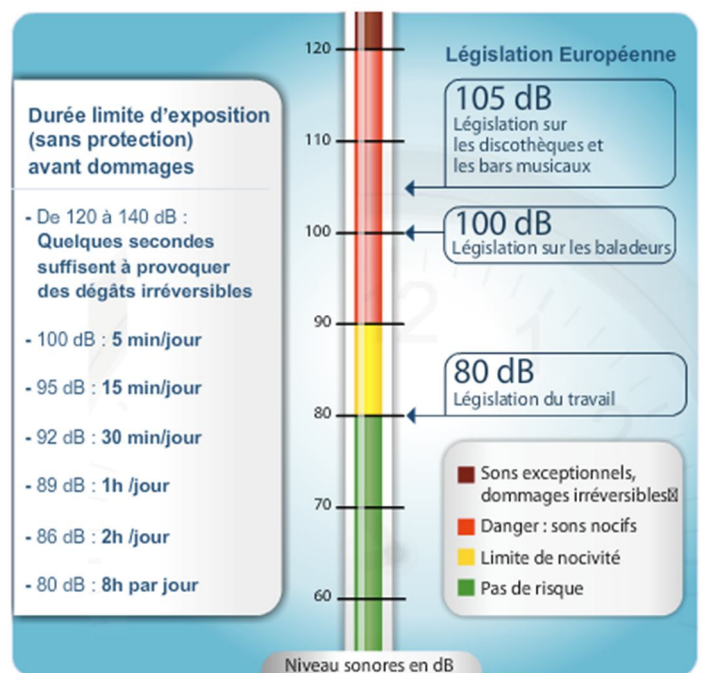 Durée limite d'exposition
(sans protection)
avant dommages
- De 120 à 140 dB :
Quelques secondes
suffisent à provoquer
des dégâts irréversibles
- 100 dB : 5 min/jour
- 95 dB : 15 min/jour
- 92 dB : 30 min/jour
- 89 dB : 1h /jour
- 86 dB : 2h /jour
- 80 dB : 8h par jour
120
110
100
90
80
70
60
Niveau sonores en dB
Législation Européenne
105 dB
Législation sur
les discothèques et
les bars musicaux
100 dB
Législation sur les baladeurs
80 dB
Législation du travail
Sons exceptionnels,
dommages irréversibles
Danger : sons nocifs
Limite de nocivité
Pas de risque
12
1
2